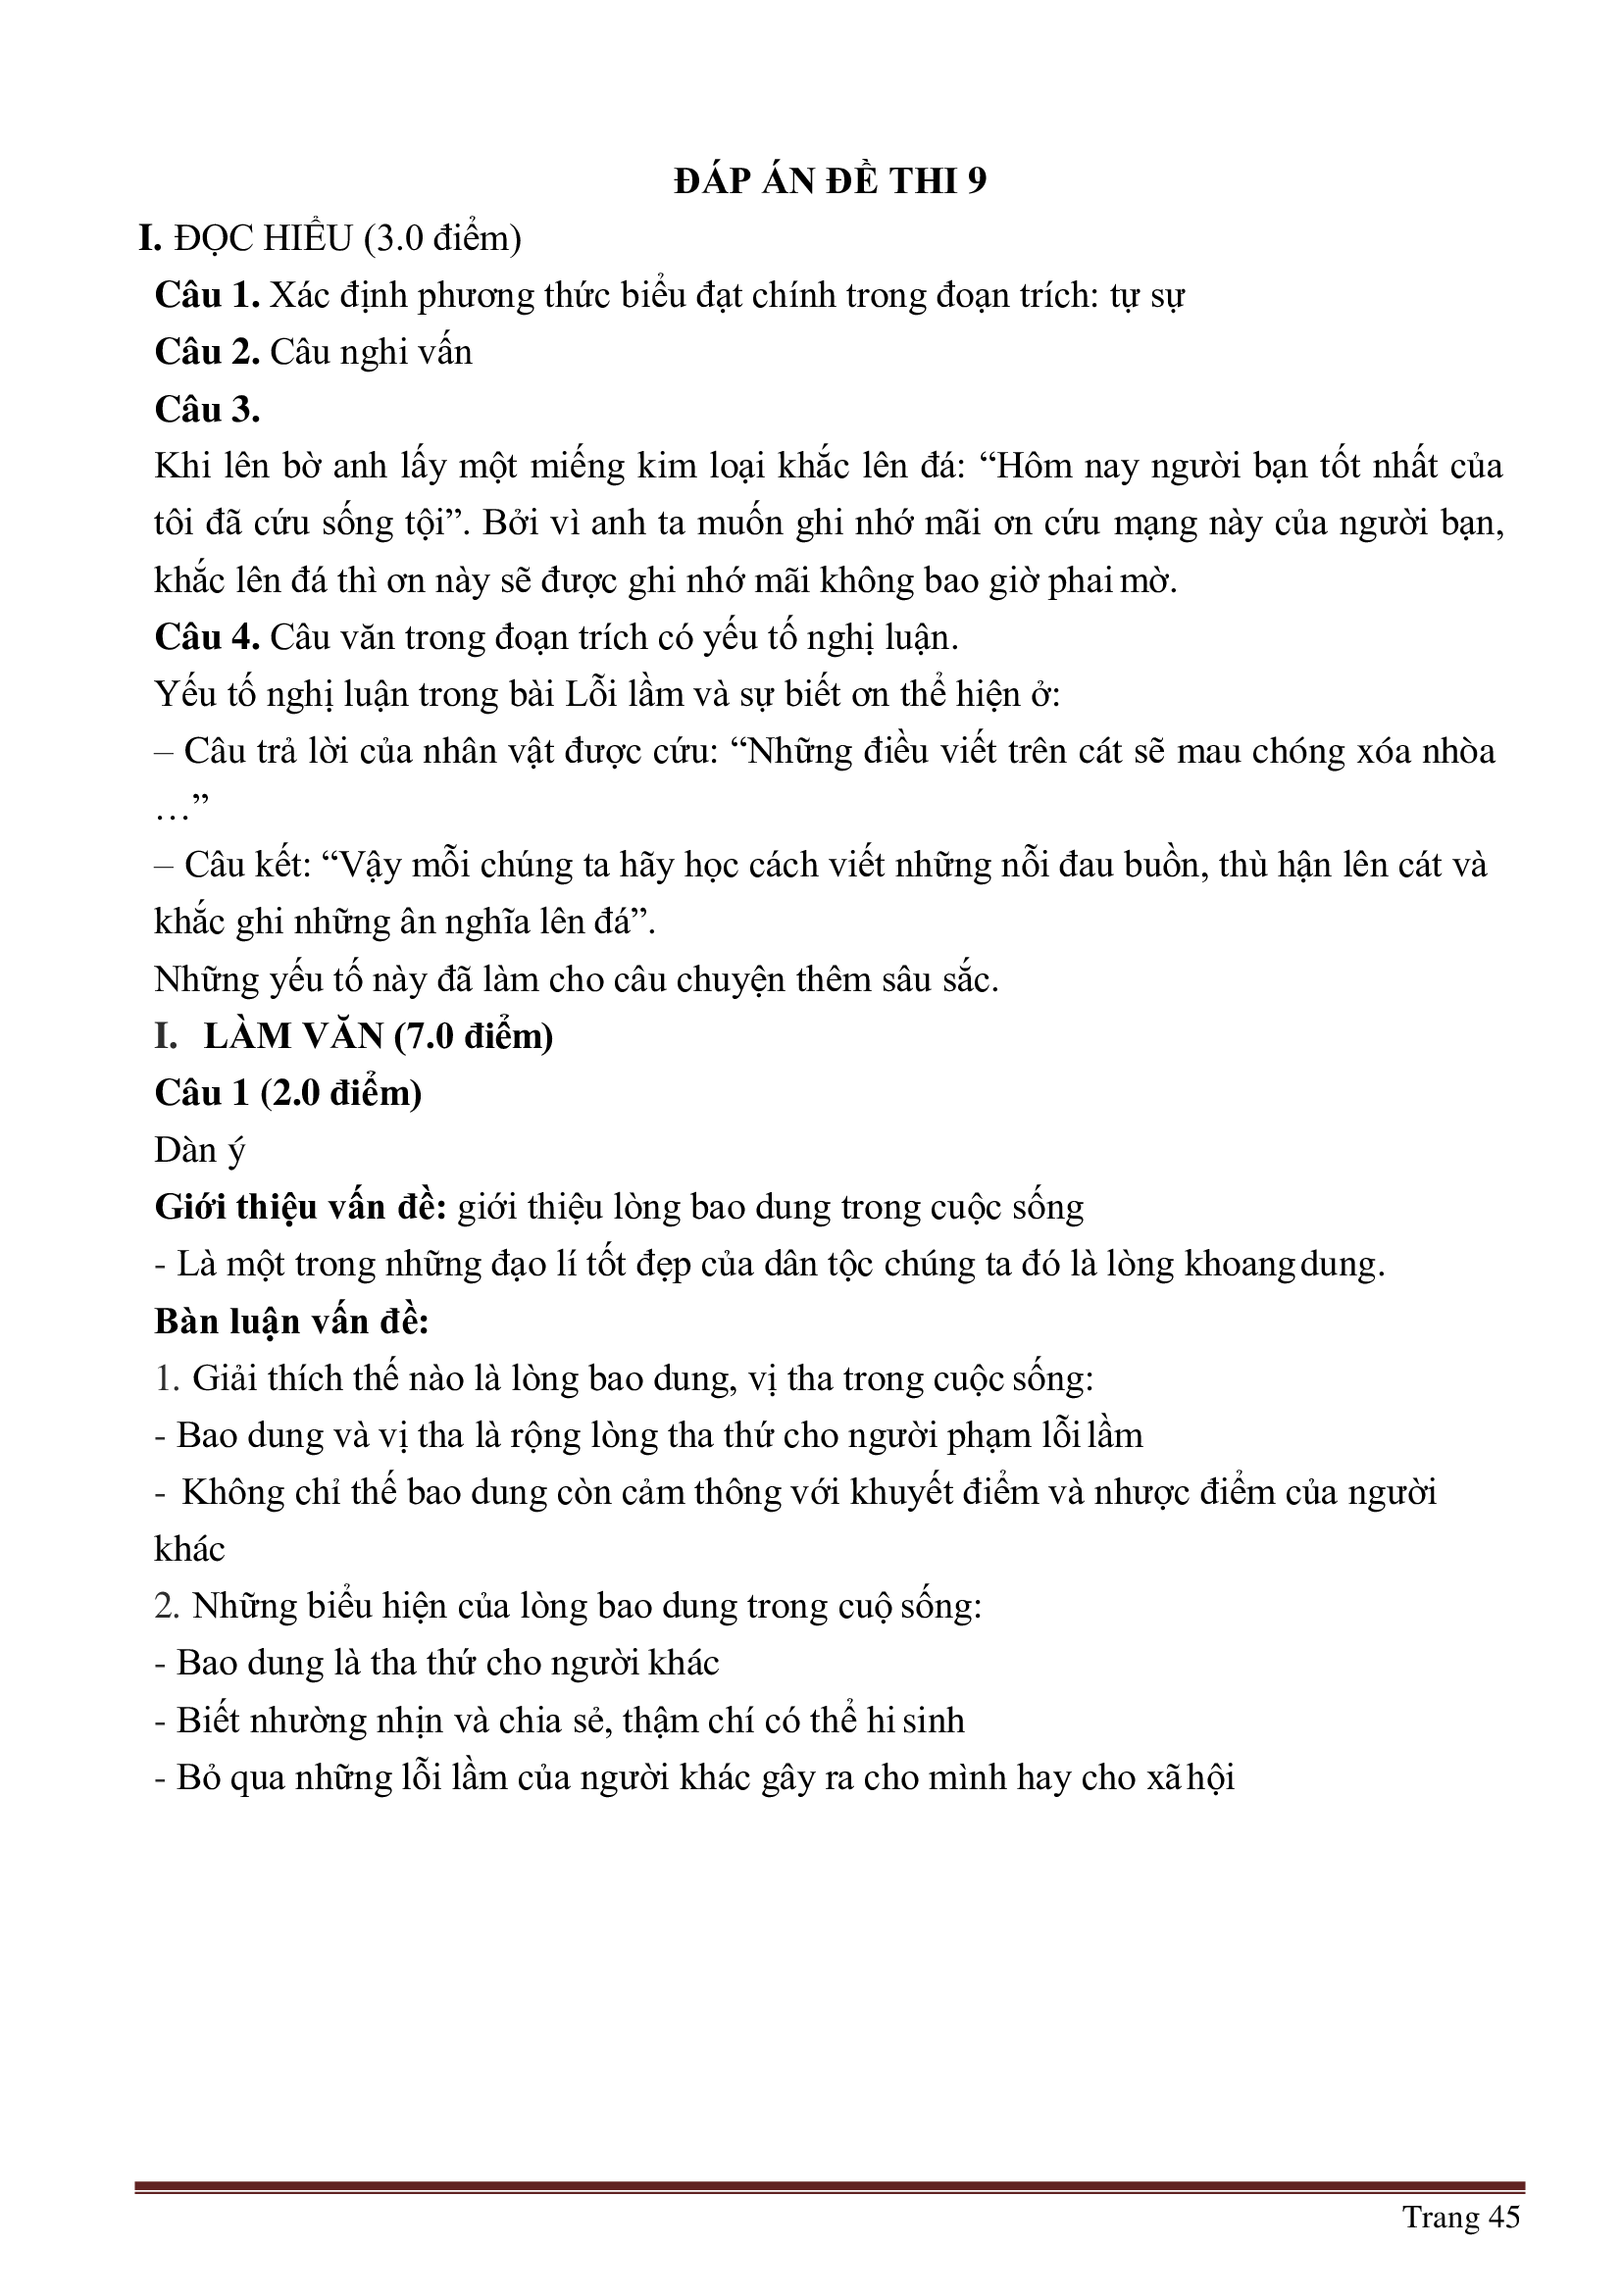 ĐÁP ÁN ĐỀ THI 9
I. ĐỌC HIỂU (3.0 điểm)
Câu 1. Xác định phương thức biểu đạt chính trong đoạn trích: tự sự
Câu 2. Câu nghi vấn
Câu 3.
Khi lên bờ anh lấy một miếng kim loại khắc lên đá: “Hôm nay người bạn tốt nhất của
tôi đã cứu sống tội”. Bởi vì anh ta muốn ghi nhớ mãi ơn cứu mạng này của người bạn,
khắc lên đá thì ơn này sẽ được ghi nhớ mãi không bao giờ phai mờ.
Câu 4. Câu văn trong đoạn trích có yếu tố nghị luận.
Yếu tố nghị luận trong bài Lỗi lầm và sự biết ơn thể hiện ở:
– Câu trả lời của nhân vật được cứu: “Những điều viết trên cát sẽ mau chóng xóa nhòa
…”
– Câu kết: “Vậy mỗi chúng ta hãy học cách viết những nỗi đau buồn, thù hận lên cát và
khắc ghi những ân nghĩa lên đá”.
Những yếu tố này đã làm cho câu chuyện thêm sâu sắc.
I. LÀM VĂN (7.0 điểm)
Câu 1 (2.0 điểm)
Dàn ý
Giới thiệu vấn đề: giới thiệu lòng bao dung trong cuộc sống
- Là một trong những đạo lí tốt đẹp của dân tộc chúng ta đó là lòng khoang dung.
Bàn luận vấn đề:
1. Giải thích thế nào là lòng bao dung, vị tha trong cuộc sống:
- Bao dung và vị tha là rộng lòng tha thứ cho người phạm lỗi lầm
- Không chỉ thế bao dung còn cảm thông với khuyết điểm và nhược điểm của người
khác
2. Những biểu hiện của lòng bao dung trong cuộ sống:
- Bao dung là tha thứ cho người khác
- Biết nhường nhịn và chia sẻ, thậm chí có thể hi sinh
- Bỏ qua những lỗi lầm của người khác gây ra cho mình hay cho xã hội
Trang 45